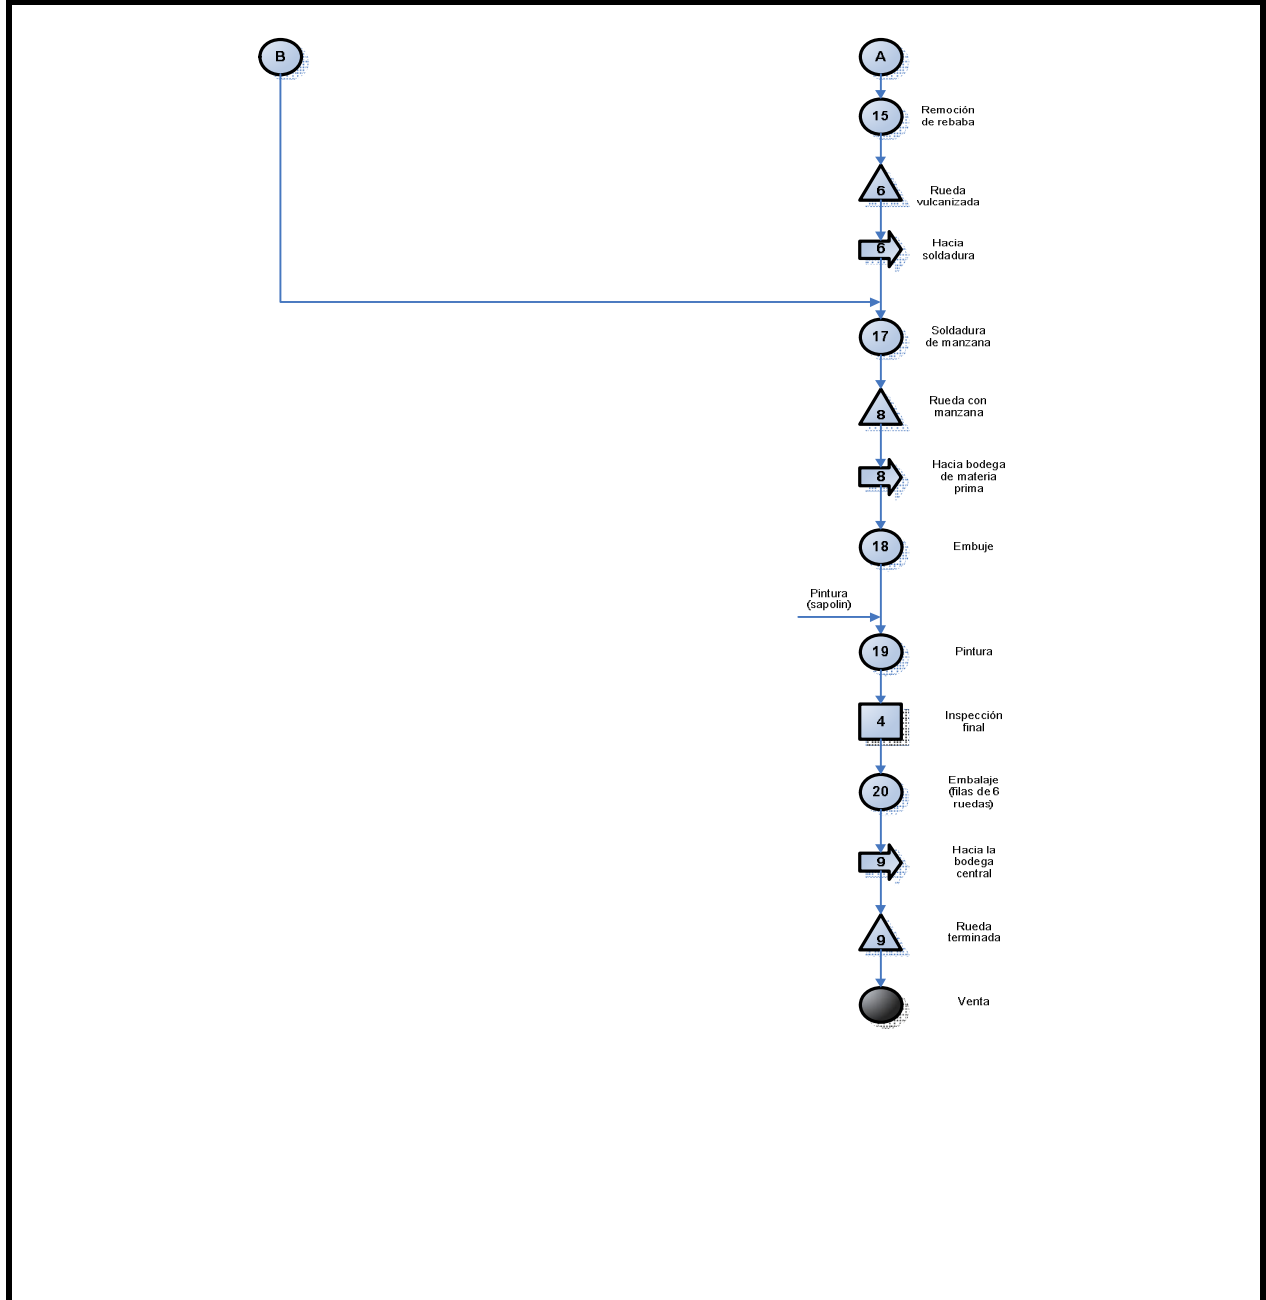 B
A
15
Remoción
de rebaba
6
Rueda
vulcanizada
6
Hacia
soldadura
17
Soldadura
de manzana
8
Rueda con
manzana
8
Hacia bodega
de materia
prima
18
Embuje
Pintura
(sapolin)
19
Pintura
4
Inspección
final
20
Embalaje
(filas de 6
ruedas)
9
Hacia la
bodega
central
9
Rueda
terminada
Venta